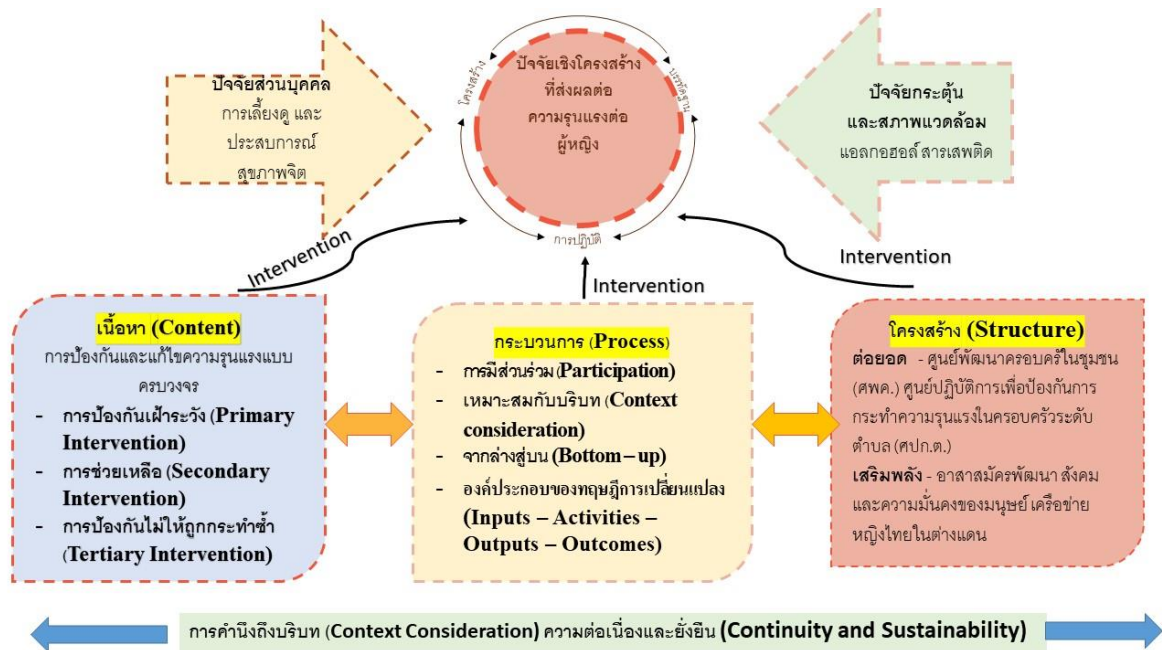 ปัจจัยส่วนบุคคล
การเลี้ยงดู และ
ประสบการณ์
สุขภาพจิต
โครงสร้าง
บรรทัดฐาน
การปฏิบัติ
ปัจจัยเชิงโครงสร้าง
ที่ส่งผลต่อ
ความรุนแรงต่อ
ผู้หญิง
ปัจจัยกระตุ้น
และสภาพแวดล้อม
แอลกอฮอล์ สารเสพติด
Intervention
Intervention
Intervention
เนื้อหา (Content)
การป้องกันและแก้ไขความรุนแรงแบบ
ครบวงจร
- การป้องกันเฝ้าระวัง (Primary
Intervention)
- การช่วยเหลือ (Secondary
Intervention)
- การป้องกันไม่ให้ถูกกระทำซ้ำ
(Tertiary Intervention)
กระบวนการ (Process)
- การมีส่วนร่วม (Participation)
- เหมาะสมกับบริบท (Context
consideration)
- จากล่างสู่บน (Bottom – up)
- องค์ประกอบของทฤษฎีการเปลี่ยนแปลง
(Inputs – Activities –
Outputs – Outcomes)
โครงสร้าง (Structure)
ต่อยอด - ศูนย์พัฒนาครอบครัวในชุมชน
(ศพค.) ศูนย์ปฏิบัติการเพื่อป้องกันการ
กระทำความรุนแรงในครอบครัวระดับ
ตำบล (ศปก.ต.)
เสริมพลัง - อาสาสมัครพัฒนา สังคม
และความมั่นคงของมนุษย์ เครือข่าย
หญิงไทยในต่างแดน
การคำนึงถึงบริบท (Context Consideration) ความต่อเนื่องและยั่งยืน (Continuity and Sustainability)